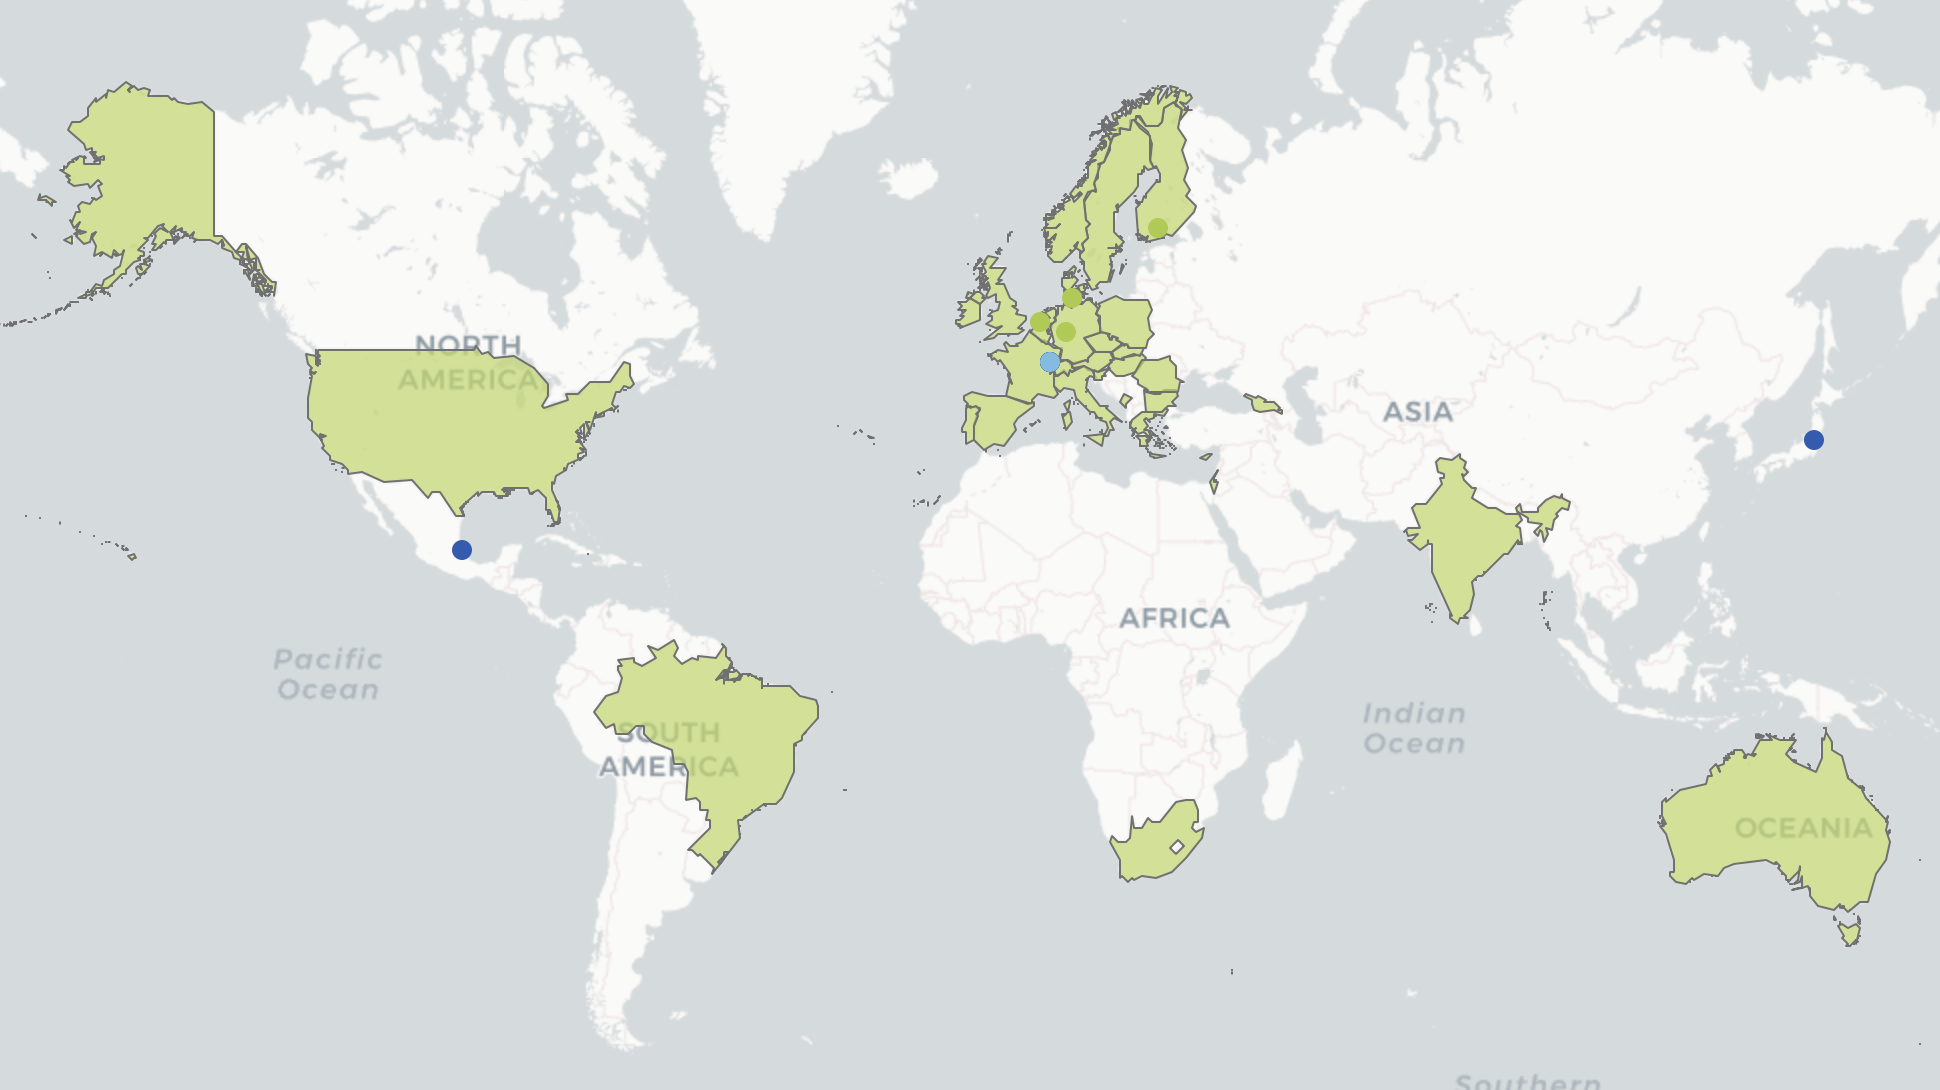 NORTH
AMERICA
ASIA
AFRICA
Pacific
Ocean
SOUTH
AMERICA
Indian
Ocean
OCEANIA
Southern